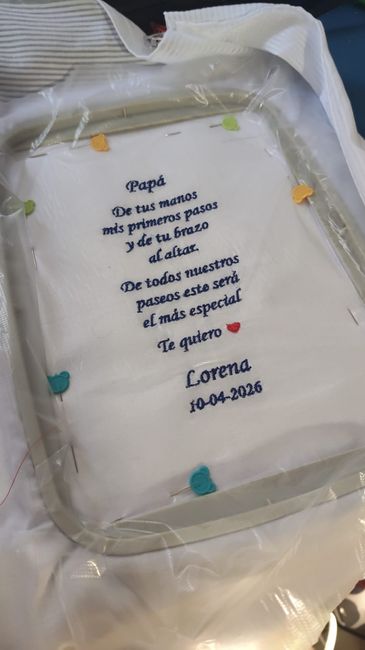 Papá
De tus manos
mis primeros pasos
y de tu brazo
al altar.
De todos nuestros
paseos este será
el más especial
Te quiero ❤
Lorena
10-04-2026